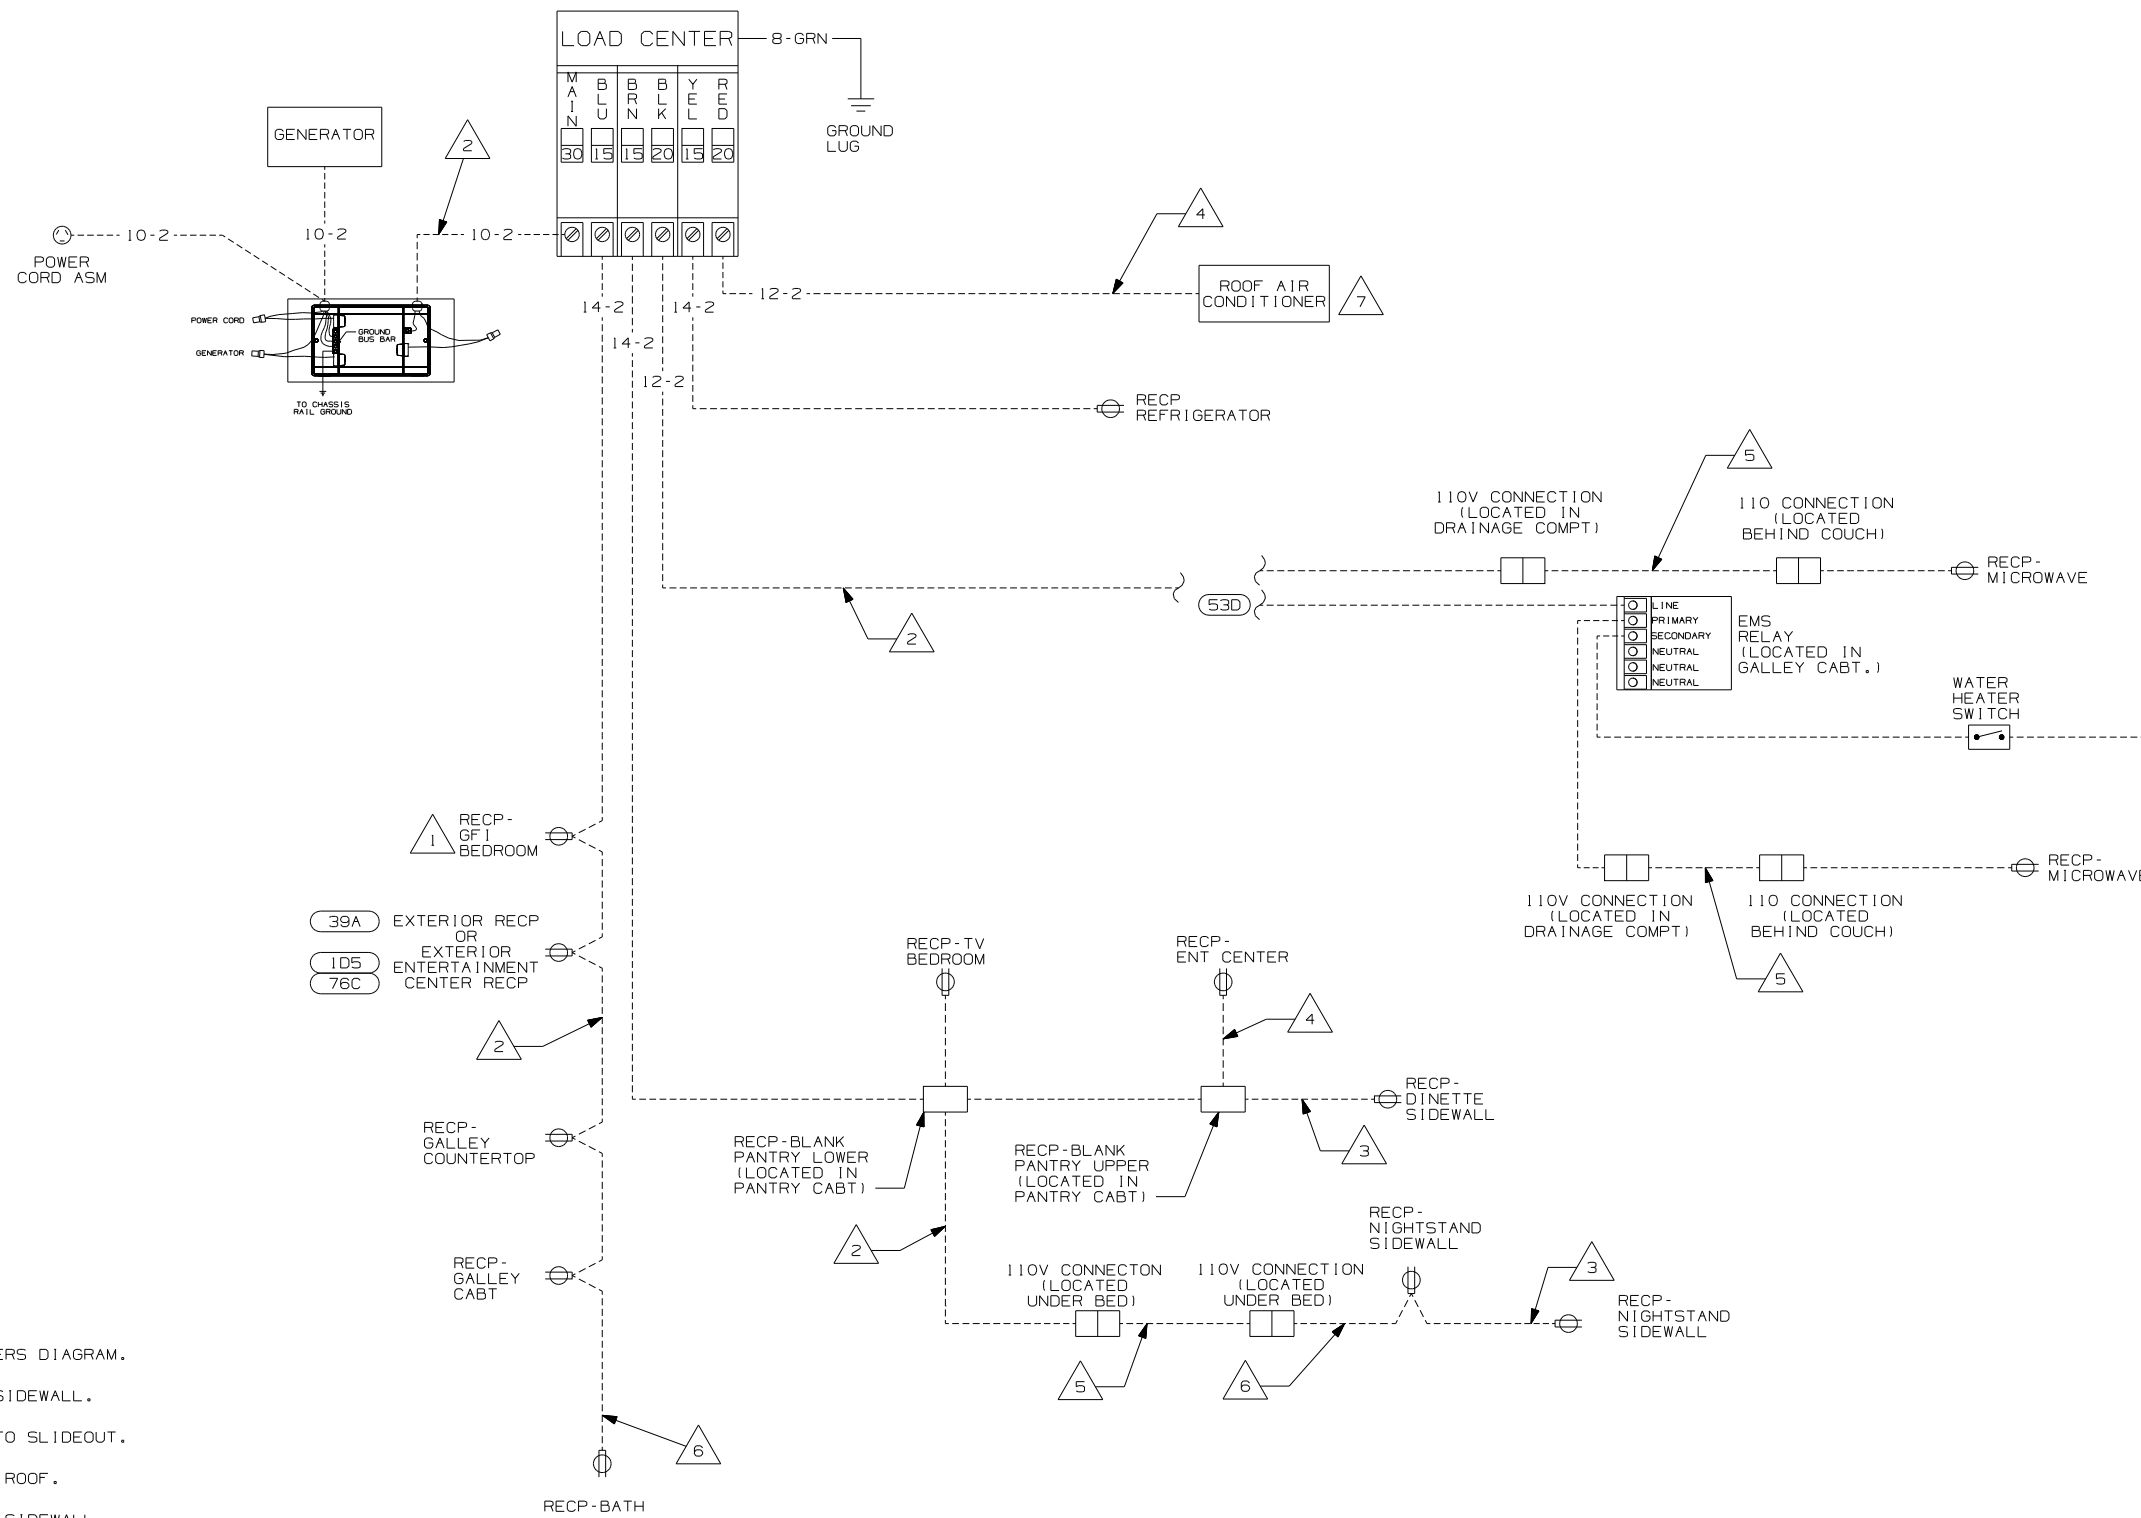 LOAD CENTER
8-GRN
MAIN
BLU
BRN
BLK
YEL
RED
30
15
15
20
15
20
GROUND
LUG
GENERATOR
2
10-2
10-2
10-2
POWER
CORD ASM
POWER CORD
GROUND
BUS BAR
GENERATOR
TO CHASSIS
RAIL GROUND
4
14-2
12-2
14-2
ROOF AIR
CONDITIONER
7
14-2
12-2
RECP
REFRIGERATOR
5
110V CONNECTION
(LOCATED IN
DRAINAGE COMPT)
110 CONNECTION
(LOCATED
BEHIND COUCH)
RECP-
MICROWAVE
53D
2
LINE
PRIMARY
SECONDARY
NEUTRAL
NEUTRAL
NEUTRAL
EMS
RELAY
(LOCATED IN
GALLEY CABT.)
WATER
HEATER
SWITCH
1
RECP-
GFI
BEDROOM
RECP-
MICROWAVE
110V CONNECTION
(LOCATED IN
DRAINAGE COMPT)
110 CONNECTION
(LOCATED
BEHIND COUCH)
5
39A
EXTERIOR RECP
OR
EXTERIOR
ENTERTAINMENT
CENTER RECP
1D5
76C
RECP-TV
BEDROOM
RECP-
ENT CENTER
2
4
RECP-
DINETTE
SIDEWALL
3
RECP-
GALLEY
COUNTERTOP
RECP-BLANK
PANTRY LOWER
(LOCATED IN
PANTRY CABT)
RECP-BLANK
PANTRY UPPER
(LOCATED IN
PANTRY CABT)
2
RECP-
NIGHTSTAND
SIDEWALL
RECP-
GALLEY
CABT
110V CONNECTON
(LOCATED
UNDER BED)
110V CONNECTION
(LOCATED
UNDER BED)
3
RECP-
NIGHTSTAND
SIDEWALL
5
6
6
RECP-BATH
ERS DIAGRAM.
SIDEWALL.
TO SLIDEOUT.
ROOF.